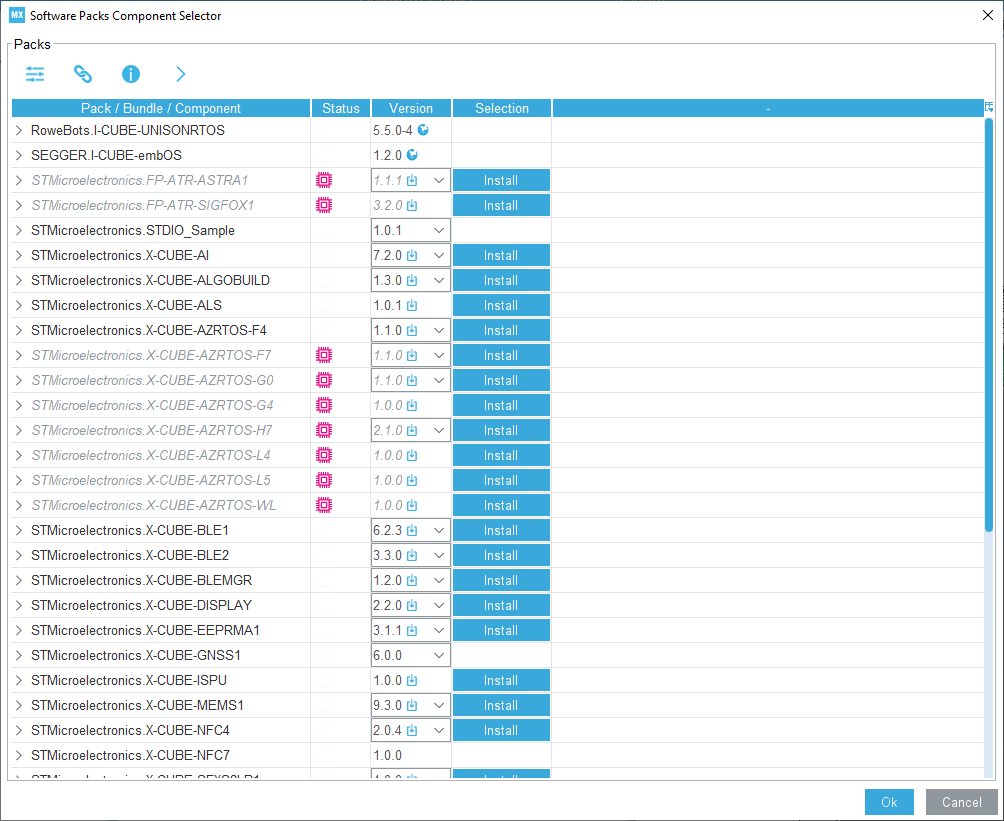 MX Software Packs Component Selector
Packs
Pack / Bundle / Component Status Version Selection -
RoweBots.I-CUBE-UNISONRTOS 5.5.0-4
SEGGER.I-CUBE-embOS 1.2.0
STMicroelectronics.FP-ATR-ASTRA1 1.1.1 Install
STMicroelectronics.FP-ATR-SIGFOX1 3.2.0 Install
STMicroelectronics.STDIO_Sample 1.0.1
STMicroelectronics.X-CUBE-AI 7.2.0 Install
STMicroelectronics.X-CUBE-ALGOBUILD 1.3.0 Install
STMicroelectronics.X-CUBE-ALS 1.0.1 Install
STMicroelectronics.X-CUBE-AZRTOS-F4 1.1.0 Install
STMicroelectronics.X-CUBE-AZRTOS-F7 1.1.0 Install
STMicroelectronics.X-CUBE-AZRTOS-G0 1.1.0 Install
STMicroelectronics.X-CUBE-AZRTOS-G4 1.0.0 Install
STMicroelectronics.X-CUBE-AZRTOS-H7 2.1.0 Install
STMicroelectronics.X-CUBE-AZRTOS-L4 1.0.0 Install
STMicroelectronics.X-CUBE-AZRTOS-L5 1.0.0 Install
STMicroelectronics.X-CUBE-AZRTOS-WL 1.0.0 Install
STMicroelectronics.X-CUBE-BLE1 6.2.3 Install
STMicroelectronics.X-CUBE-BLE2 3.3.0 Install
STMicroelectronics.X-CUBE-BLEMGR 1.2.0 Install
STMicroelectronics.X-CUBE-DISPLAY 2.2.0 Install
STMicroelectronics.X-CUBE-EEPRMA1 3.1.1 Install
STMicroelectronics.X-CUBE-GNSS1 6.0.0
STMicroelectronics.X-CUBE-ISPU 1.0.0 Install
STMicroelectronics.X-CUBE-MEMS1 9.3.0 Install
STMicroelectronics.X-CUBE-NFC4 2.0.4 Install
STMicroelectronics.X-CUBE-NFC7 1.0.0
Ok Cancel